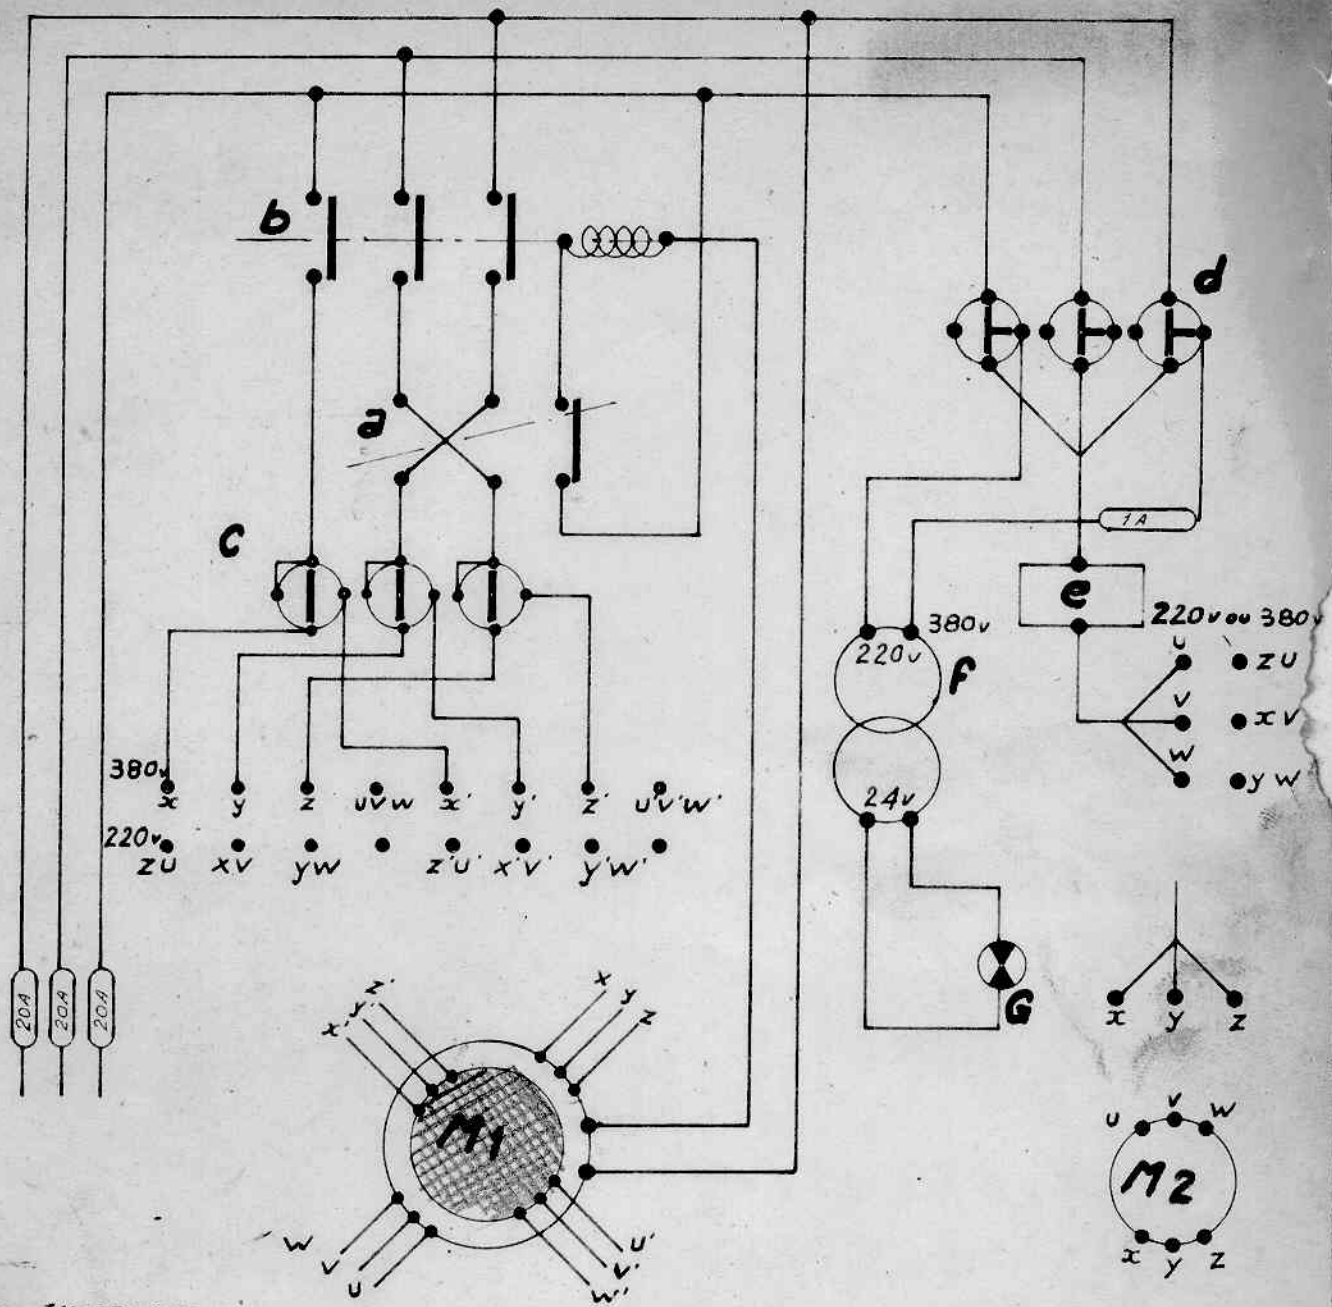 b
d
a
1A
C
e
220v ou 380v
380v
220v
f
U
ZU
V
XV
W
yW
24v
380v
x
y
z
UVW
x'
y'
z'
U'V'W'
220v
ZU
XV
yW
Z'U'
X'V'
y'W'
20A
20A
20A
G
x
y
z
z'
y'
x'
x
y
z
M1
U
V
W
M2
x
y
z
W
V
U
U'
V'
W'